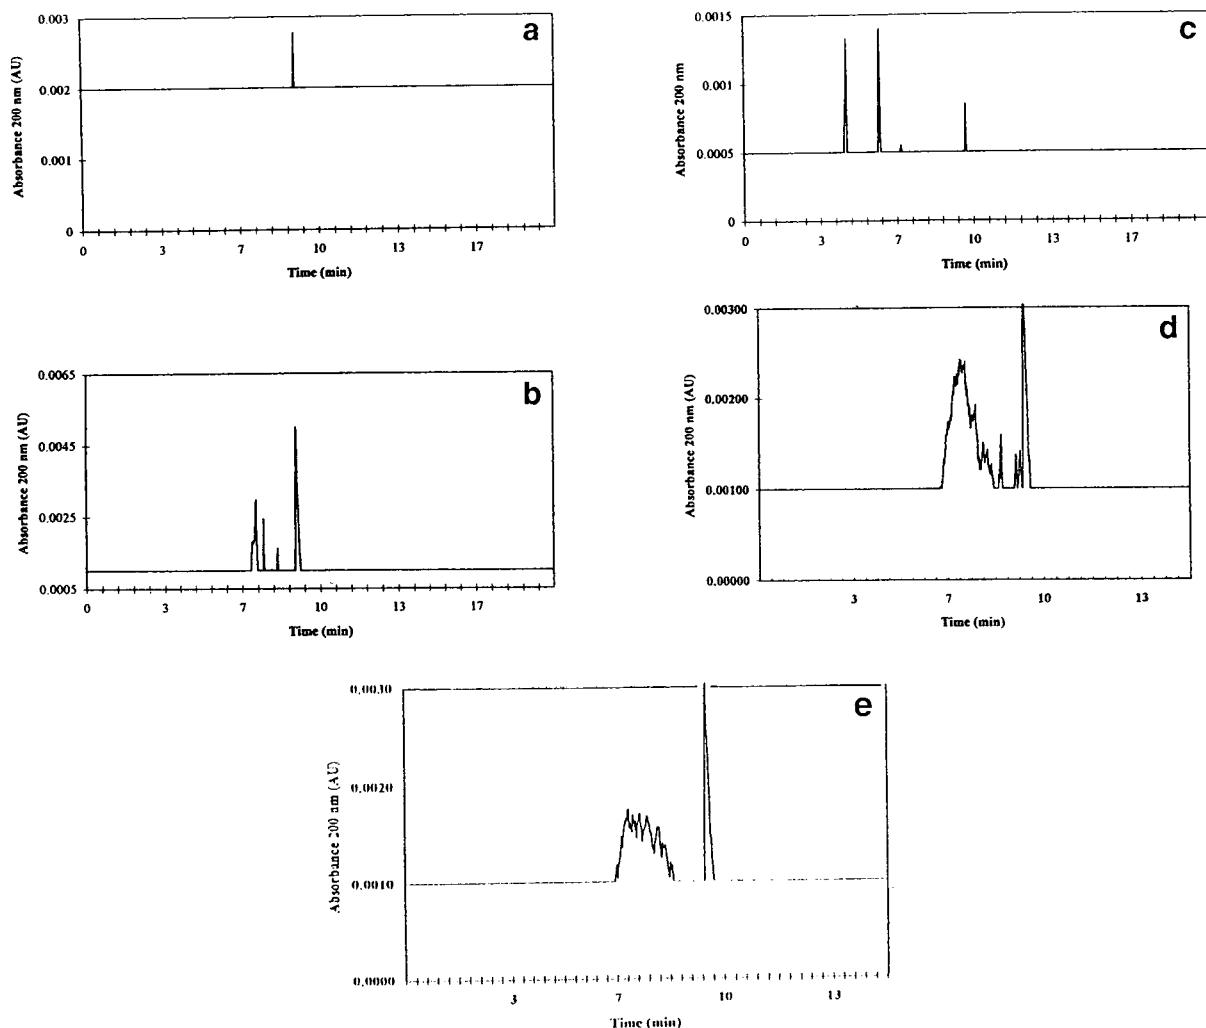 a
0.003
0.002
0.001
0
Absorbance 200 nm (AU)
0 3 7 10 13 17
Time (min)
c
0.0015
0.001
0.0005
0
Absorbance 200 nm
0 3 7 10 13 17
Time (min)
b
0.0065
0.0045
0.0025
0.0005
Absorbance 200 nm (AU)
0 3 7 10 13 17
Time (min)
d
0.00300
0.00200
0.00100
0.00000
Absorbance 200 nm (AU)
3 7 10 13
Time (min)
e
0.0030
0.0020
0.0010
0.0000
Absorbance 200 nm (AU)
3 7 10 13
Time (min)